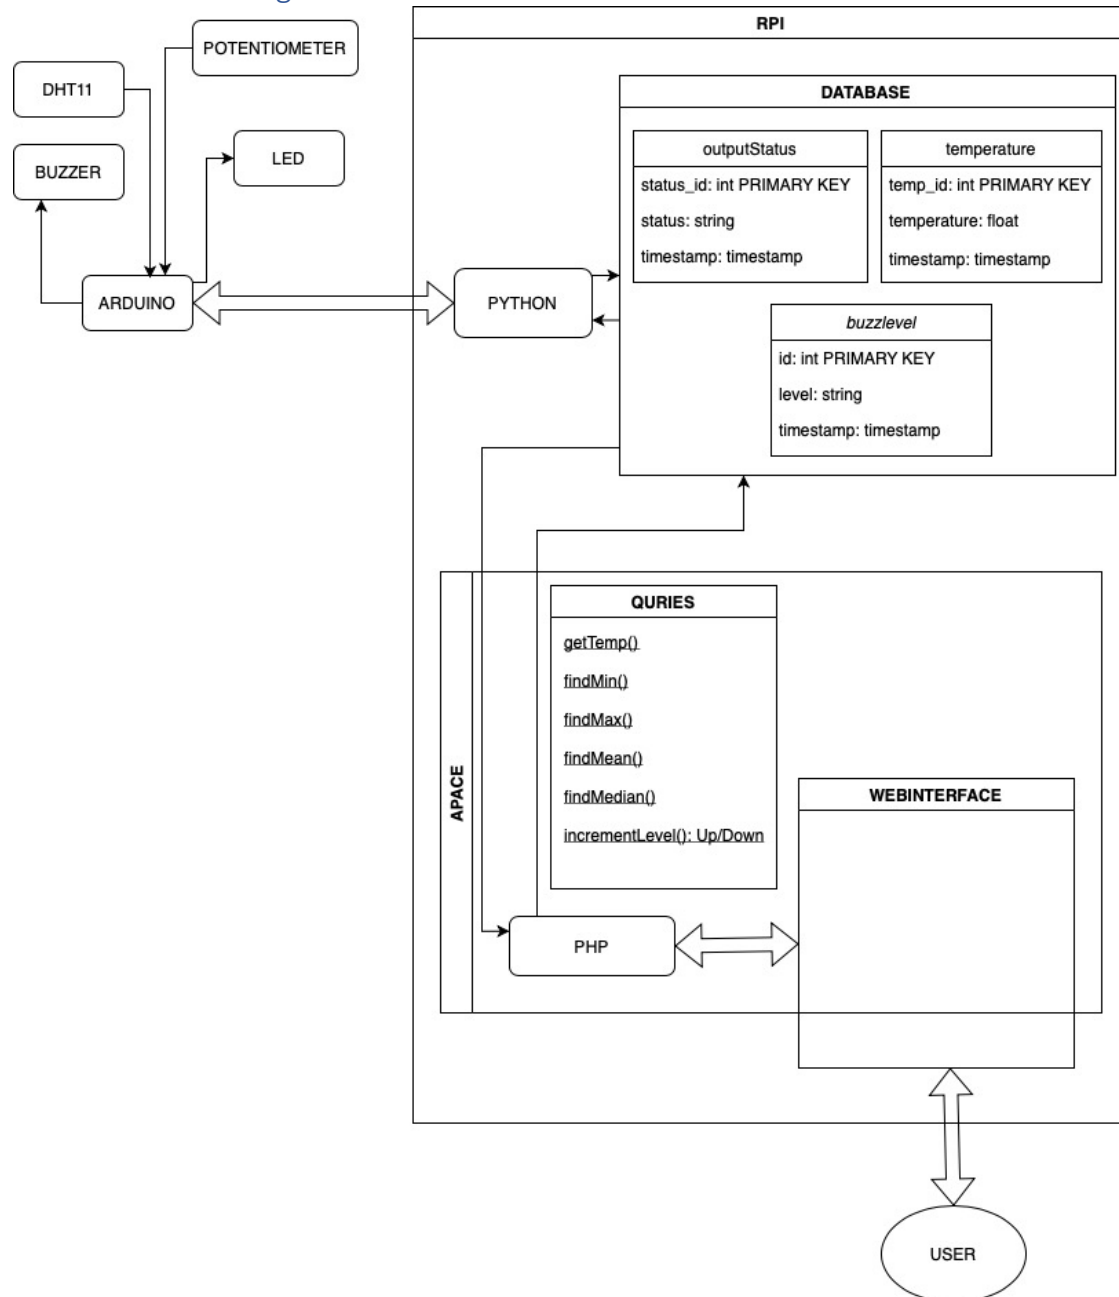 RPI
POTENTIOMETER
DHT11
BUZZER
LED
ARDUINO
PYTHON
DATABASE
outputStatus
status_id: int PRIMARY KEY
status: string
timestamp: timestamp
temperature
temp_id: int PRIMARY KEY
temperature: float
timestamp: timestamp
buzzlevel
id: int PRIMARY KEY
level: string
timestamp: timestamp
APACE
QURIES
getTemp()
findMin()
findMax()
findMean()
findMedian()
incrementLevel(): Up/Down
PHP
WEBINTERFACE
USER